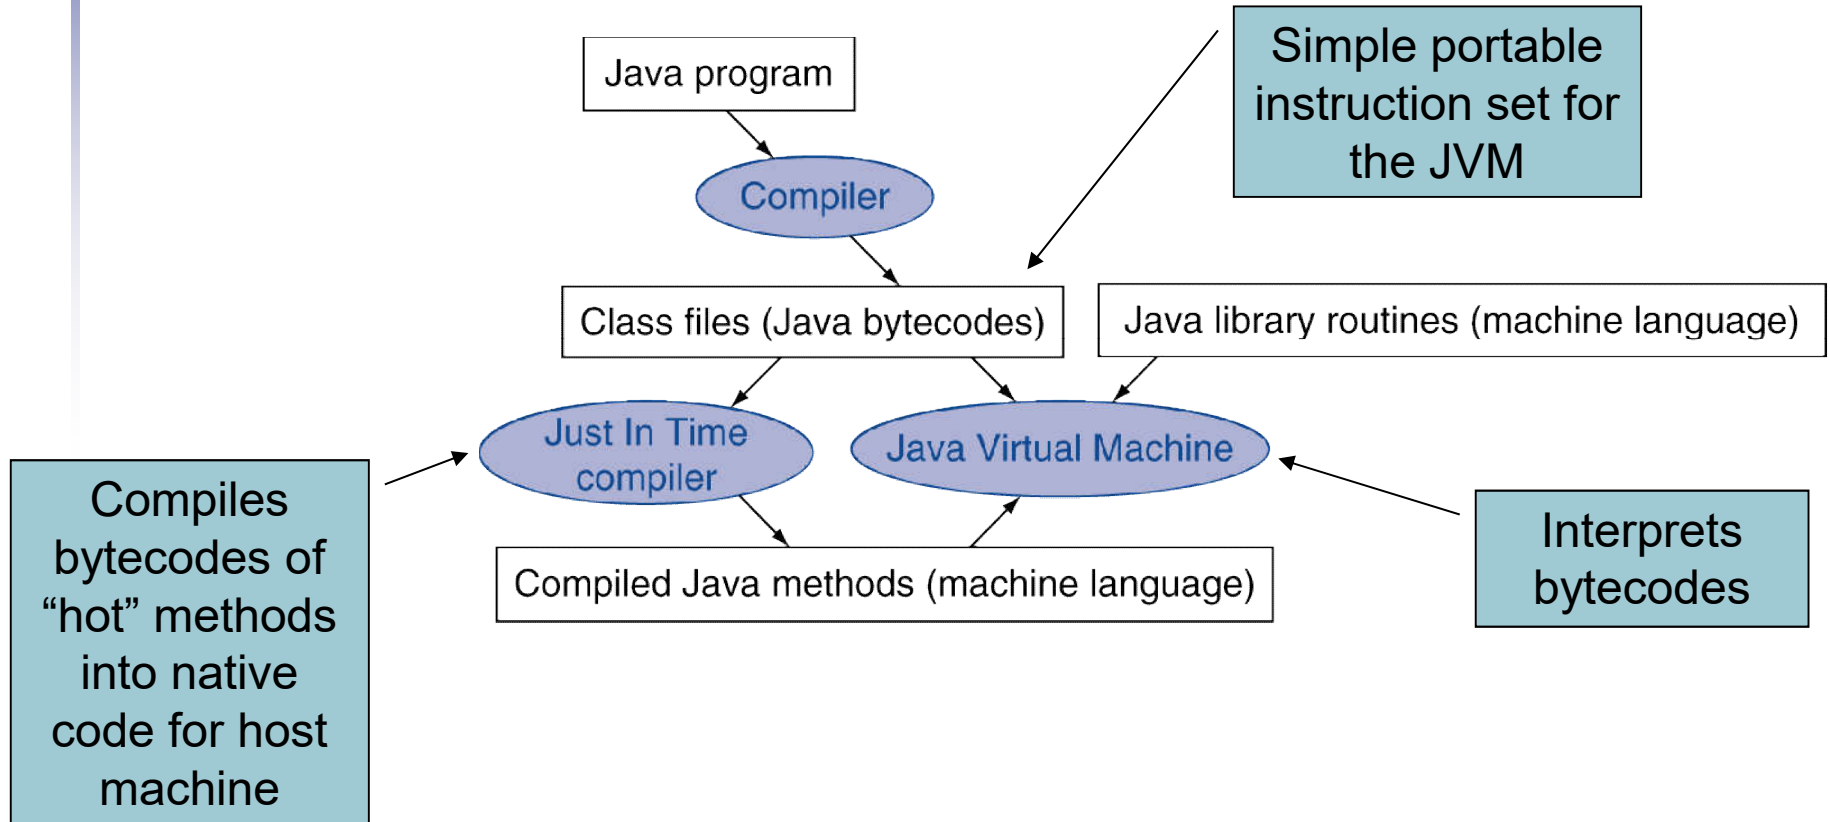 Java program
Simple portable
instruction set for
the JVM
Compiler
Class files (Java bytecodes)
Java library routines (machine language)
Just In Time
compiler
Java Virtual Machine
Compiles
bytecodes of
“hot” methods
into native
code for host
machine
Interprets
bytecodes
Compiled Java methods (machine language)